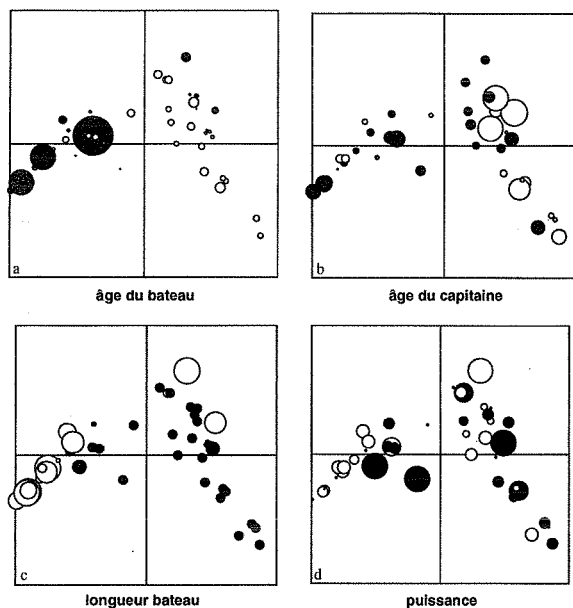 a
âge du bateau
b
âge du capitaine
c
longueur bateau
d
puissance